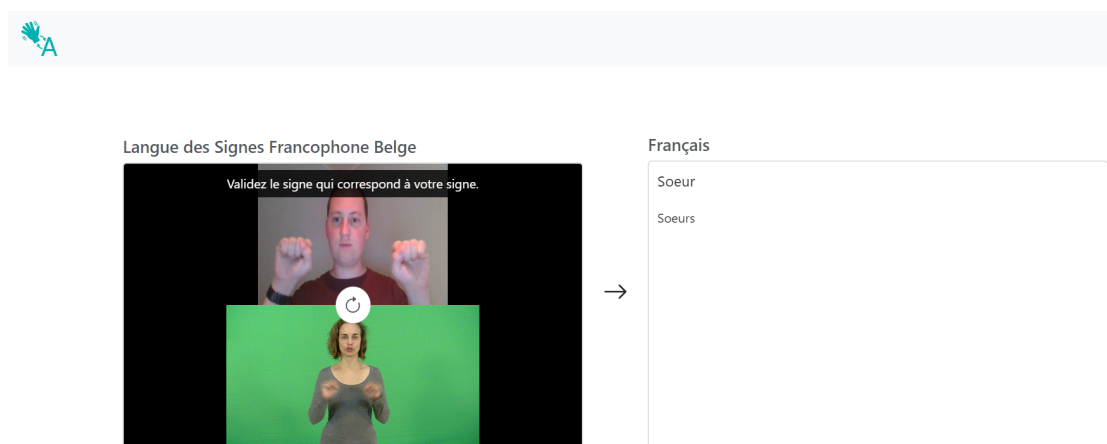 A
Langue des Signes Francophone Belge
Validez le signe qui correspond à votre signe.
Français
Soeur
Soeurs